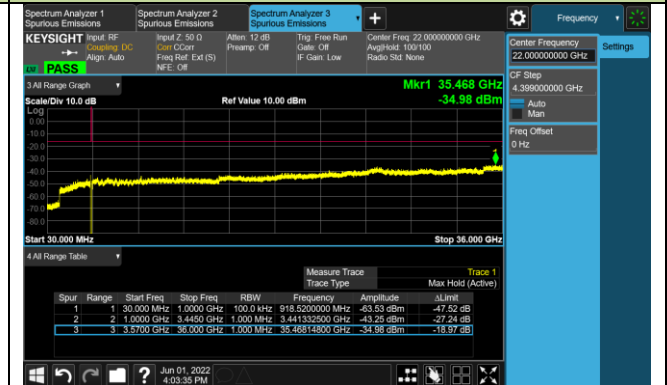 Spectrum Analyzer 1
Spurious Emissions
Spectrum Analyzer 2
Spurious Emissions
Spectrum Analyzer 3
Spurious Emissions
Frequency
KEYSIGHT
Input: RF
Coupling: DC
Align: Auto
Input Z: 50 Ω
Corr CCorr
Freq Ref: Ext (S)
NFE: Off
Atten: 12 dB
Preamp: Off
Trig: Free Run
Gate: Off
IF Gain: Low
Center Freq: 22.000000000 GHz
Avg|Hold: 100/100
Radio Std: None
PASS
Center Frequency
22.000000000 GHz
Settings
CF Step
4.399000000 GHz
Auto
Man
Freq Offset
0 Hz
3 All Range Graph
Mkr1 35.468 GHz
Scale/Div 10.0 dB
Ref Value 10.00 dBm
-34.98 dBm
Log
0.00
-10.0
-20.0
-30.0
-40.0
-50.0
-60.0
-70.0
-80.0
1
Start 30.000 MHz
Stop 36.000 GHz
4 All Range Table
Measure Trace
Trace 1
Trace Type
Max Hold (Active)
Spur Range Start Freq Stop Freq RBW Frequency Amplitude ΔLimit
1 1 30.000 MHz 1.0000 GHz 100.0 kHz 918.5200000 MHz -63.53 dBm -47.52 dB
2 2 1.0000 GHz 3.4450 GHz 1.000 MHz 3.441332500 GHz -43.25 dBm -27.24 dB
3 3 3.5700 GHz 36.000 GHz 1.000 MHz 35.46814800 GHz -34.98 dBm -18.97 dB
Jun 01, 2022
4:03:35 PM